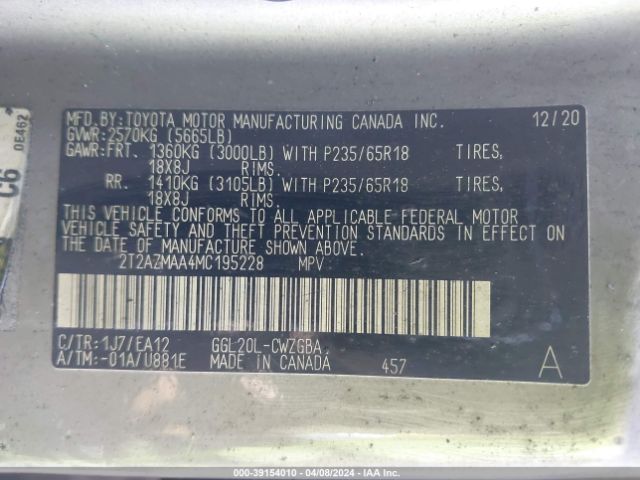 MFD.BY:TOYOTA MOTOR MANUFACTURING CANADA INC. 12/20
GVWR:2570KG (5665LB)
GAWR:FRT. 1360KG (3000LB) WITH P235/65R18 TIRES,
18X8J RIMS.
RR. 1410KG (3105LB) WITH P235/65R18 TIRES,
18X8J RIMS.
THIS VEHICLE CONFORMS TO ALL APPLICABLE FEDERAL MOTOR
VEHICLE SAFETY AND THEFT PREVENTION STANDARDS IN EFFECT ON
THE DATE OF MANUFACTURE SHOWN ABOVE.
2T2AZMAA4MC195228 MPV
C/TR:1J7/EA12 GGL20L-CWZGBA
A/TM:-01A/U881E MADE IN CANADA 457 A
C6
DE462
000-39154010 - 04/08/2024 - IAA Inc.